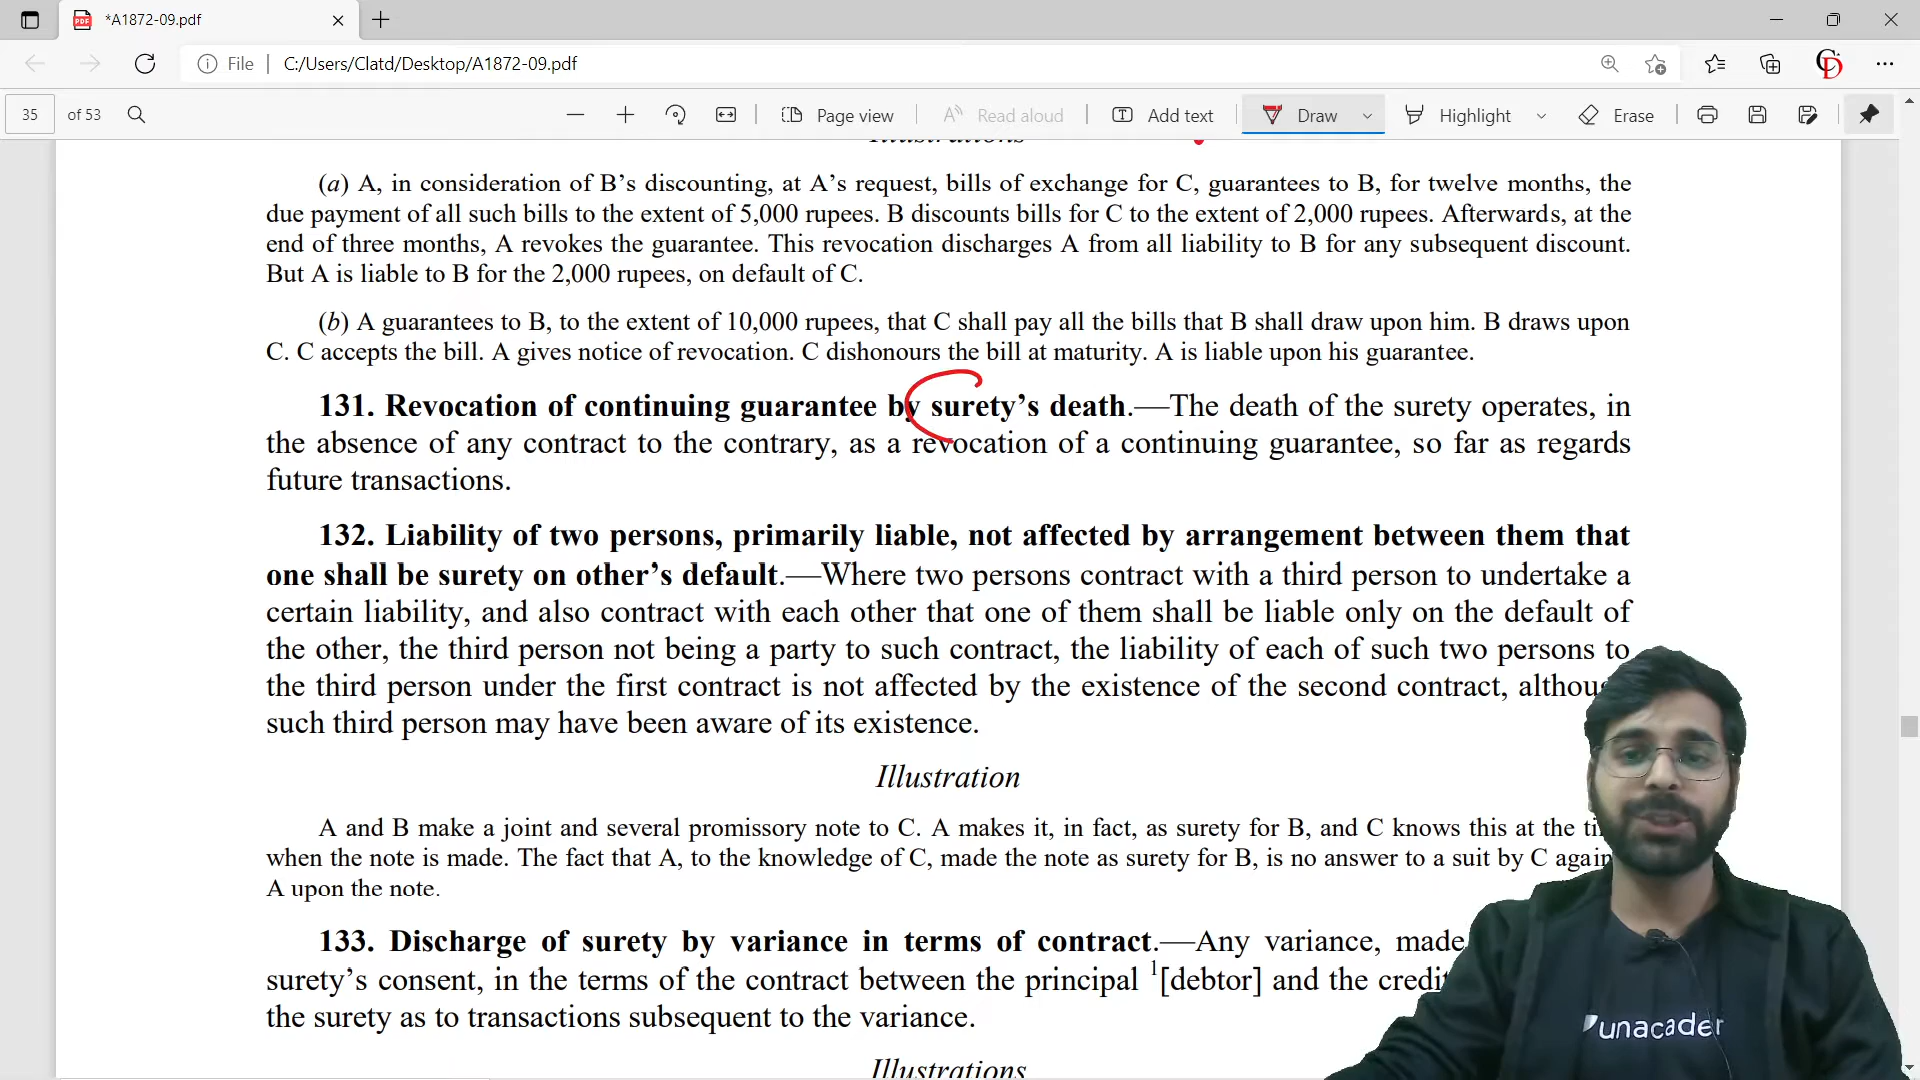 *A1872-09.pdf
File
C:/Users/Clatd/Desktop/A1872-09.pdf
35 of 53
Page view
Read aloud
Add text
Draw
Highlight
Erase
(a) A, in consideration of B’s discounting, at A’s request, bills of exchange for C, guarantees to B, for twelve months, the
due payment of all such bills to the extent of 5,000 rupees. B discounts bills for C to the extent of 2,000 rupees. Afterwards, at the
end of three months, A revokes the guarantee. This revocation discharges A from all liability to B for any subsequent discount.
But A is liable to B for the 2,000 rupees, on default of C.
(b) A guarantees to B, to the extent of 10,000 rupees, that C shall pay all the bills that B shall draw upon him. B draws upon
C. C accepts the bill. A gives notice of revocation. C dishonours the bill at maturity. A is liable upon his guarantee.
131. Revocation of continuing guarantee by surety’s death.—The death of the surety operates, in
the absence of any contract to the contrary, as a revocation of a continuing guarantee, so far as regards
future transactions.
132. Liability of two persons, primarily liable, not affected by arrangement between them that
one shall be surety on other’s default.—Where two persons contract with a third person to undertake a
certain liability, and also contract with each other that one of them shall be liable only on the default of
the other, the third person not being a party to such contract, the liability of each of such two persons to
the third person under the first contract is not affected by the existence of the second contract,
such third person may have been aware of its existence.
Illustration
A and B make a joint and several promissory note to C. A makes it, in fact, as surety for B, and C knows this at the
when the note is made. The fact that A, to the knowledge of C, made the note as surety for B, is no answer to a suit by C
A upon the note.
133. Discharge of surety by variance in terms of contract.—Any variance, made
surety’s consent, in the terms of the contract between the principal 1[debtor] and the
the surety as to transactions subsequent to the variance.
Illustrations